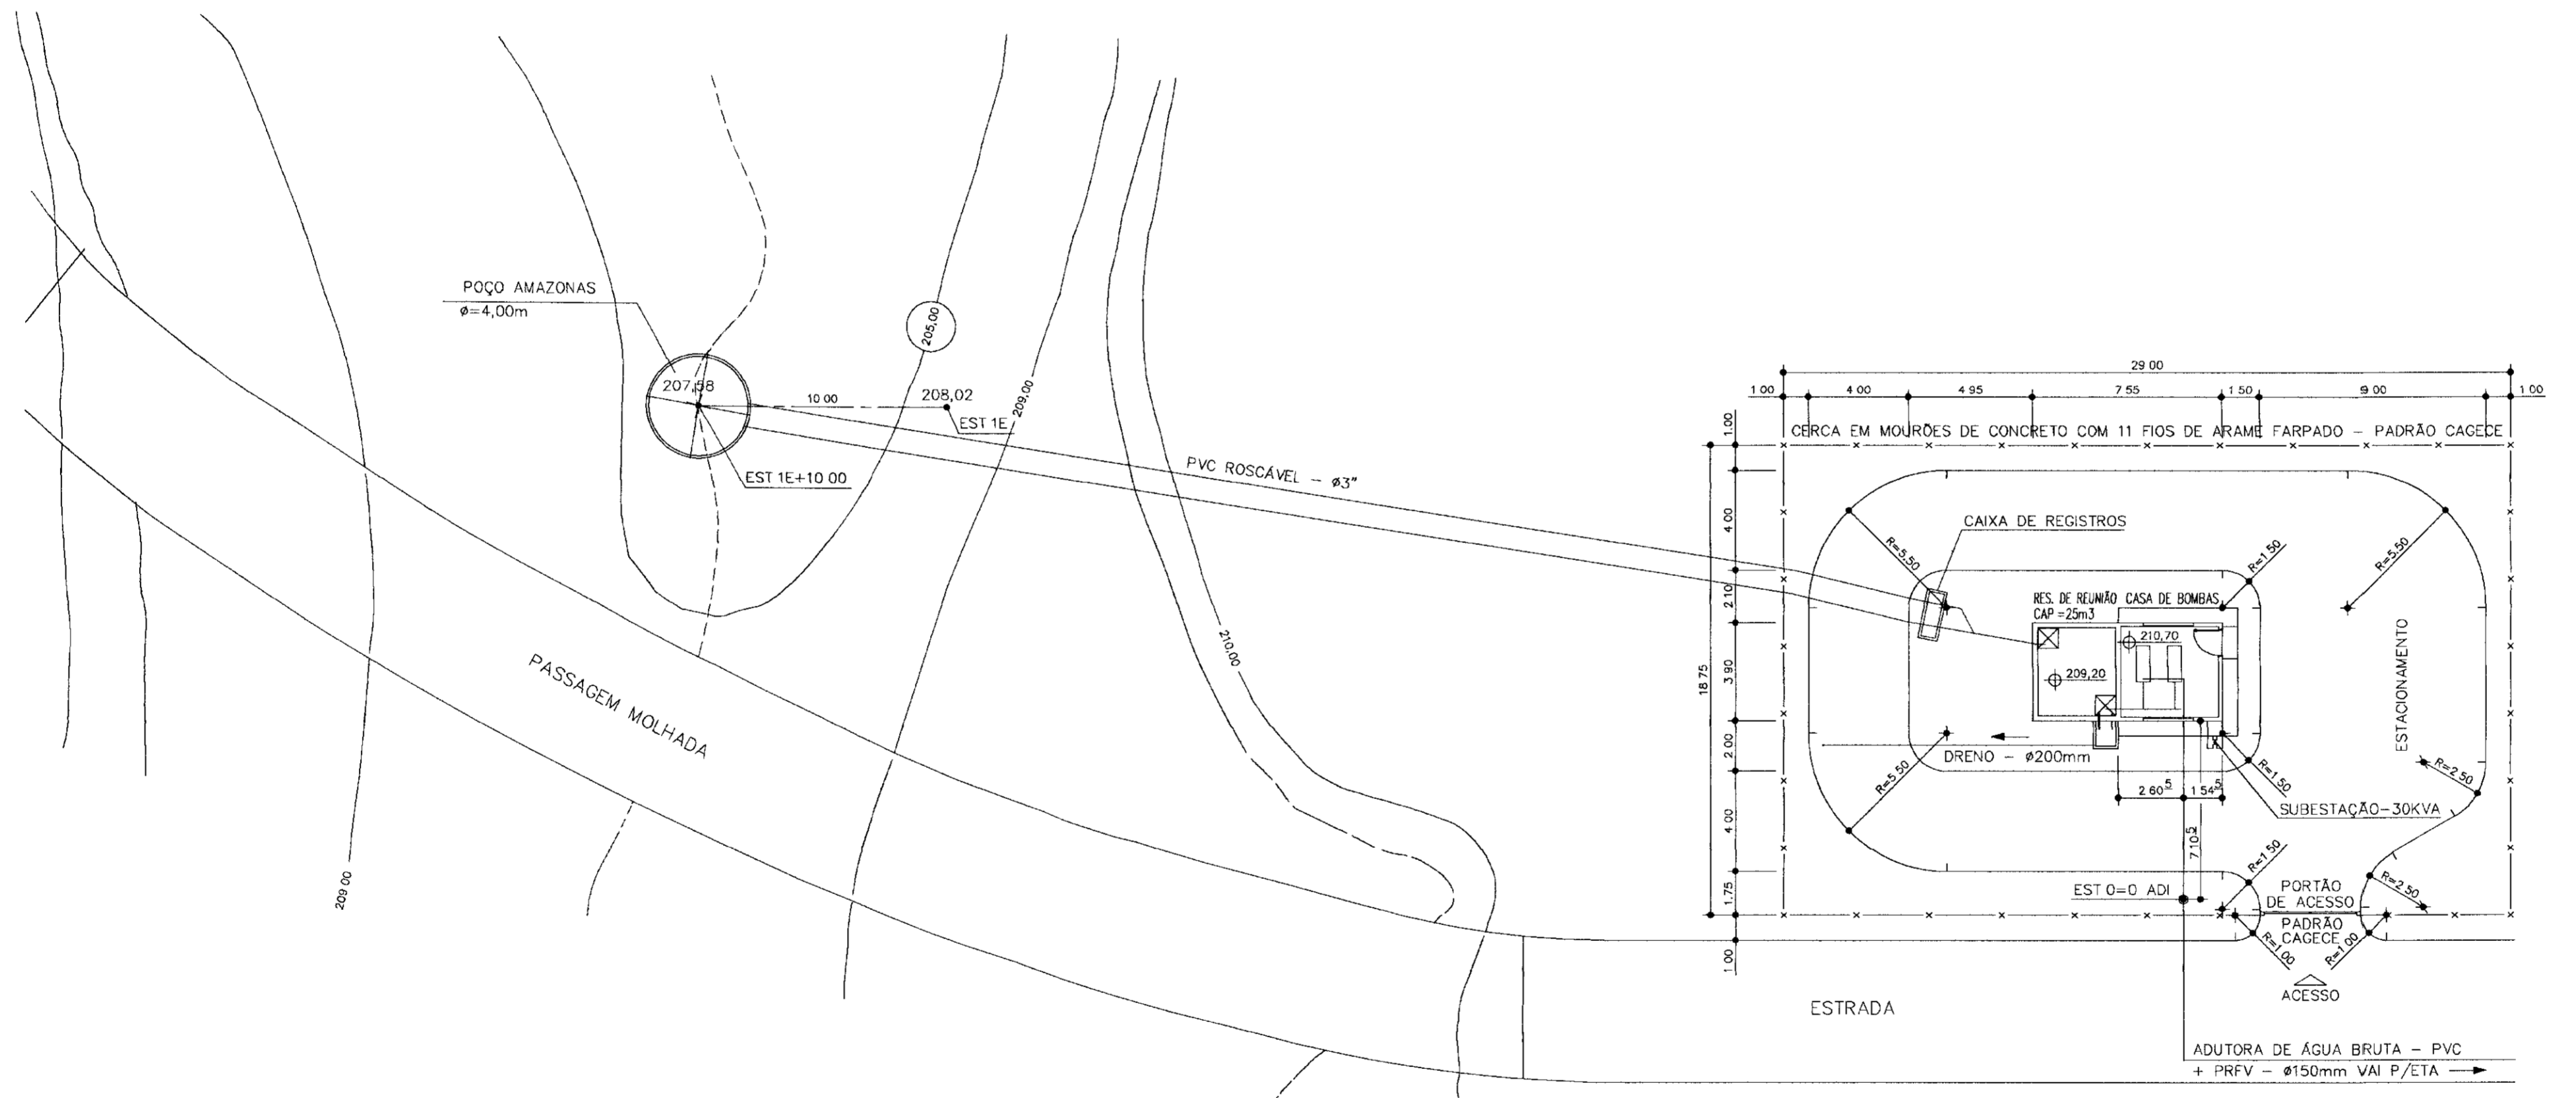 POÇO AMAZONAS
ø=4,00m
207,58
10 00
208,02
EST 1E
EST 1E+10 00
205,00
209,00
209 00
210,00
PASSAGEM MOLHADA
PVC ROSCÁVEL - ø3"
29 00
1 00
4 00
4 95
7 55
1 50
9 00
1 00
CERCA EM MOURÕES DE CONCRETO COM 11 FIOS DE ARAME FARPADO - PADRÃO CAGECE
1.00
4 00
2 10
3 90
2 00
4 00
1.75
1 00
18 75
CAIXA DE REGISTROS
R=5,50
R=1 50
R=5.50
RES. DE REUNIÃO
CAP =25m3
CASA DE BOMBAS
210,70
209,20
ESTACIONAMENTO
DRENO - ø200mm
R=5 50
R=1 50
R=2 50
2 60⁵
1 54⁵
SUBESTAÇÃO-30KVA
7 10⁵
R=1 50
EST 0=0 ADI
PORTÃO
DE ACESSO
PADRÃO
CAGECE
R=2 50
R=1 00
R=1 00
ACESSO
ESTRADA
ADUTORA DE ÁGUA BRUTA - PVC
+ PRFV - ø150mm VAI P/ETA